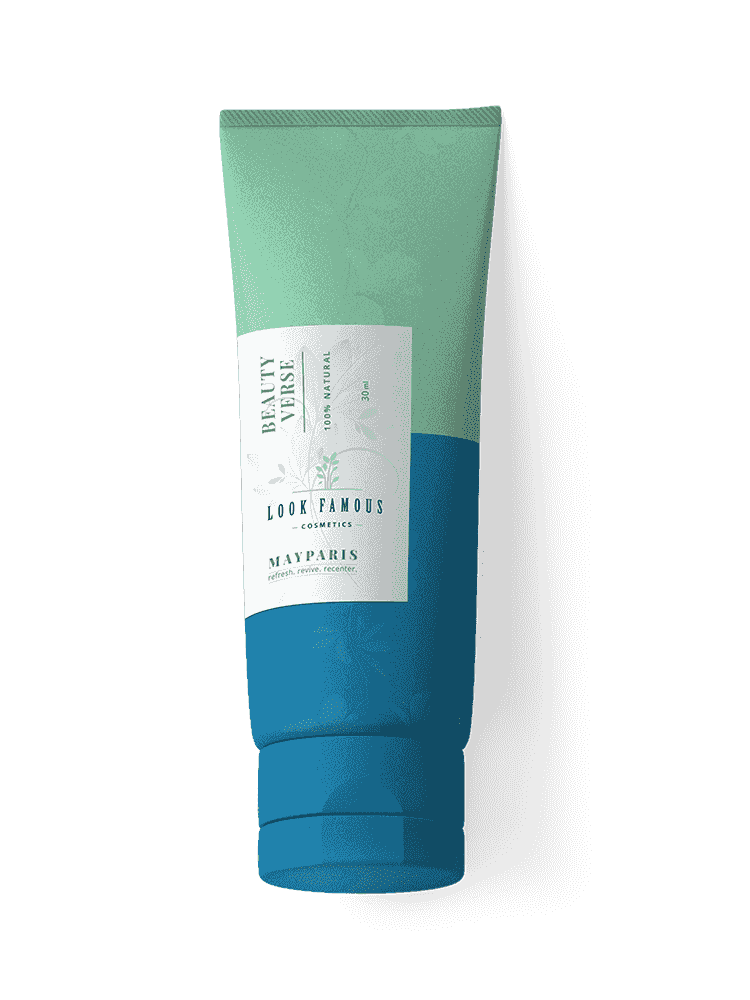 BEAUTY
VERSE
100% NATURAL
30ml
LOOK FAMOUS
– COSMETICS –
MAYPARIS
refresh. revive. recenter.